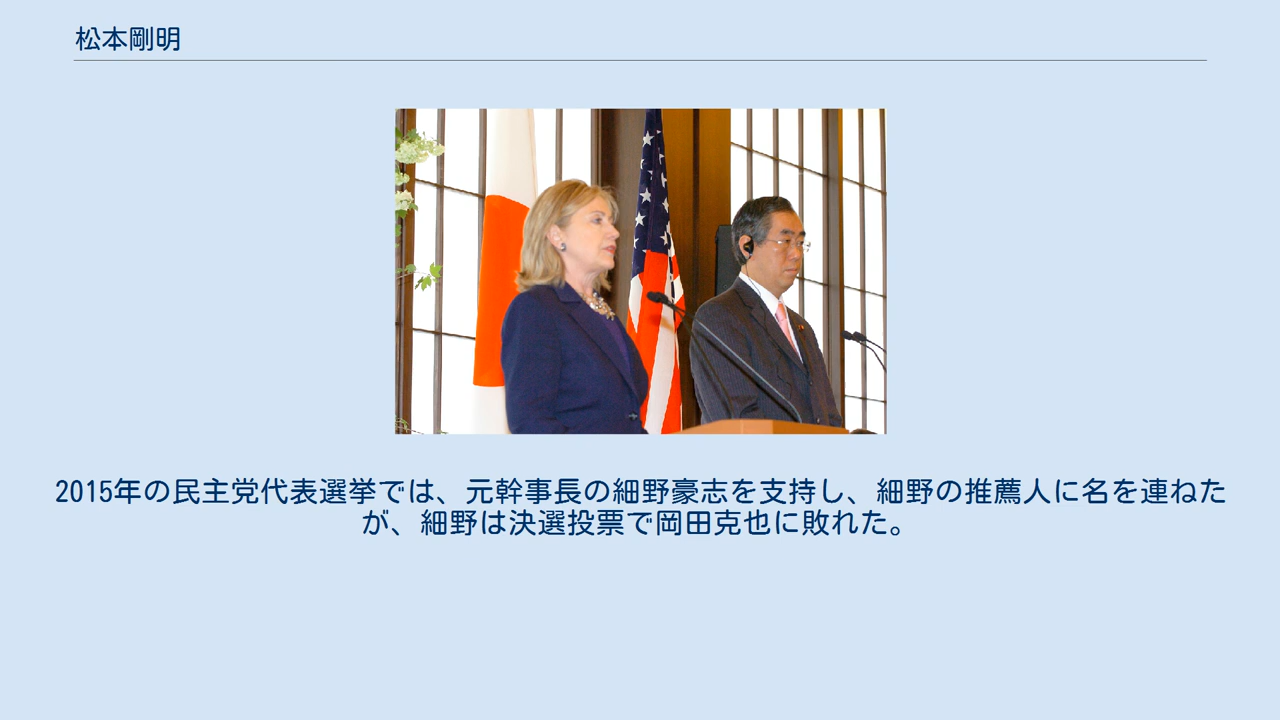 松本剛明
2015年の民主党代表選挙では、元幹事長の細野豪志を支持し、細野の推薦人に名を連ねた
が、細野は決選投票で岡田克也に敗れた。